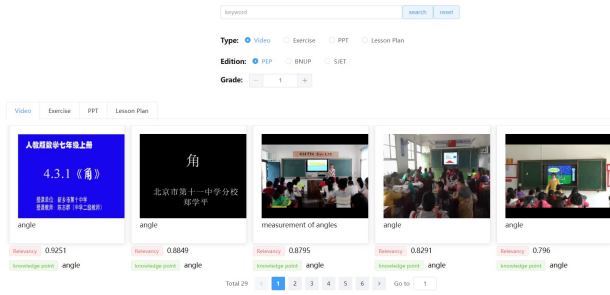 keyword search reset
Type: Video Exercise PPT Lesson Plan
Edition: PEP BNUP SJET
Grade: − 1 +
Video Exercise PPT Lesson Plan
人教版数学七年级上册
4.3.1《角》
角
北京市第十一中学分校
郑学平
angle angle measurement of angles angle angle
Relevancy 0.9251 Relevancy 0.8849 Relevancy 0.8795 Relevancy 0.8291 Relevancy 0.796
knowledge point angle knowledge point angle knowledge point angle knowledge point angle knowledge point angle
Total 29 < 1 2 3 4 5 6 > Go to 1